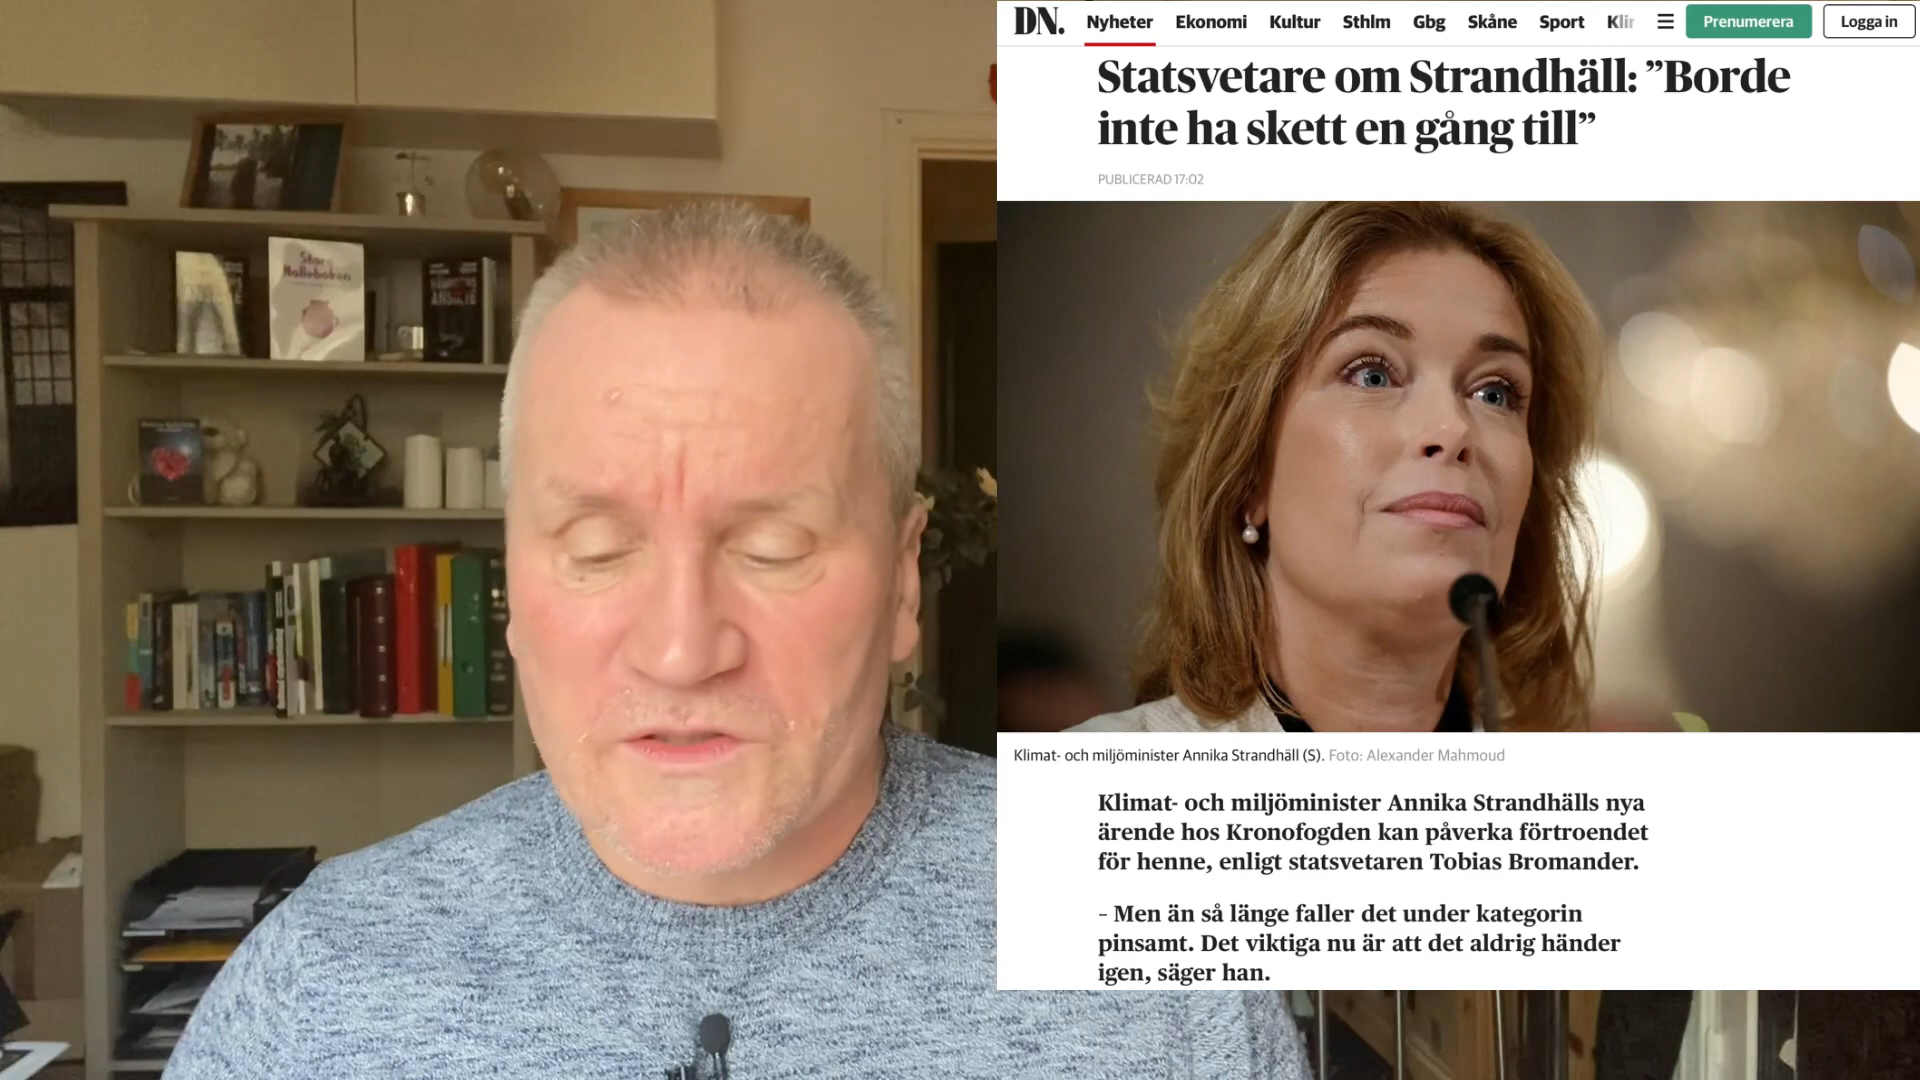 DN.
Nyheter Ekonomi Kultur Sthlm Gbg Skåne Sport
Prenumerera
Logga in
Statsvetare om Strandhäll: ”Borde
inte ha skett en gång till”
PUBLICERAD 17:02
Klimat- och miljöminister Annika Strandhäll (S). Foto: Alexander Mahmoud
Klimat- och miljöminister Annika Strandhälls nya
ärende hos Kronofogden kan påverka förtroendet
för henne, enligt statsvetaren Tobias Bromander.
– Men än så länge faller det under kategorin
pinsamt. Det viktiga nu är att det aldrig händer
igen, säger han.
Stora
Nolleboken